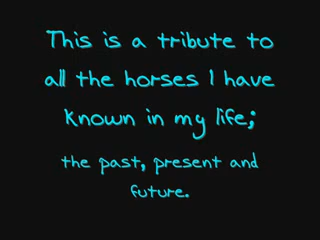 This is a tribute to
all the horses I have
known in my life;
the past, present and
future.